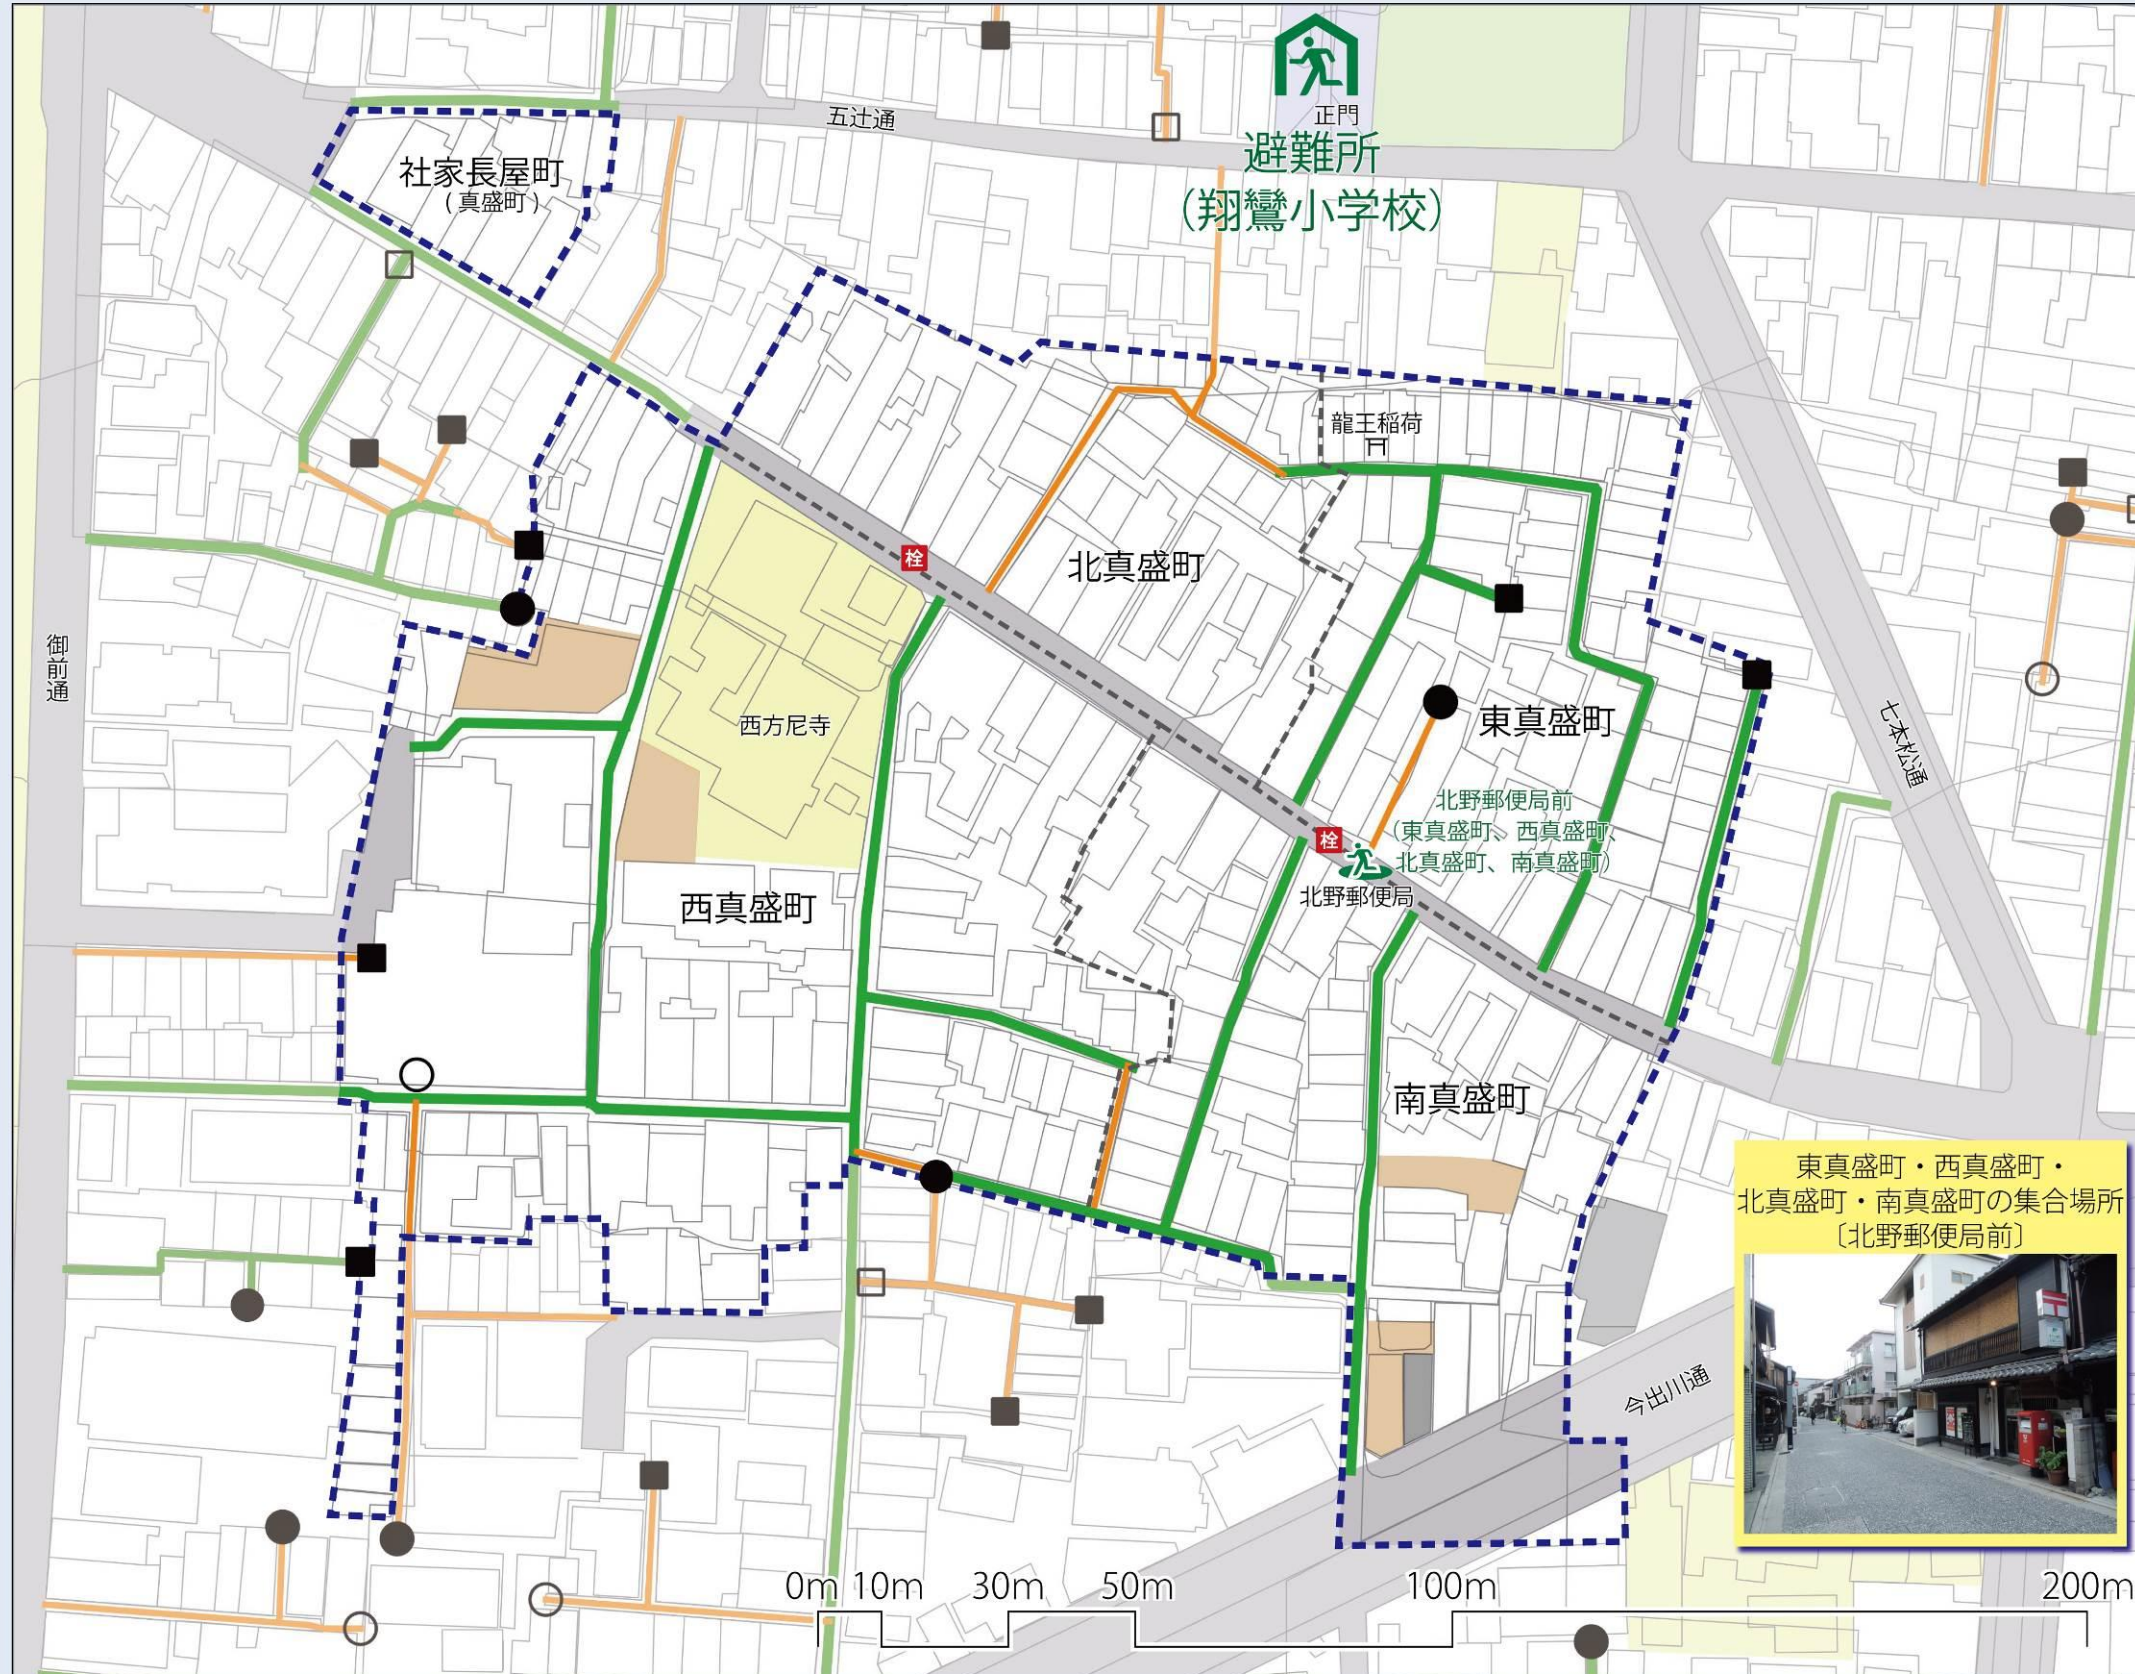 五辻通
正門
避難所
(翔鸞小学校)
社家長屋町
(真盛町)
龍王稲荷
栓
北真盛町
御前通
西方尼寺
東真盛町
七本松通
北野郵便局前
(東真盛町、西真盛町、
北真盛町、南真盛町)
栓
北野郵便局
西真盛町
南真盛町
東真盛町・西真盛町・
北真盛町・南真盛町の集合場所
〔北野郵便局前〕
今出川通
0m 10m 30m 50m 100m 200m